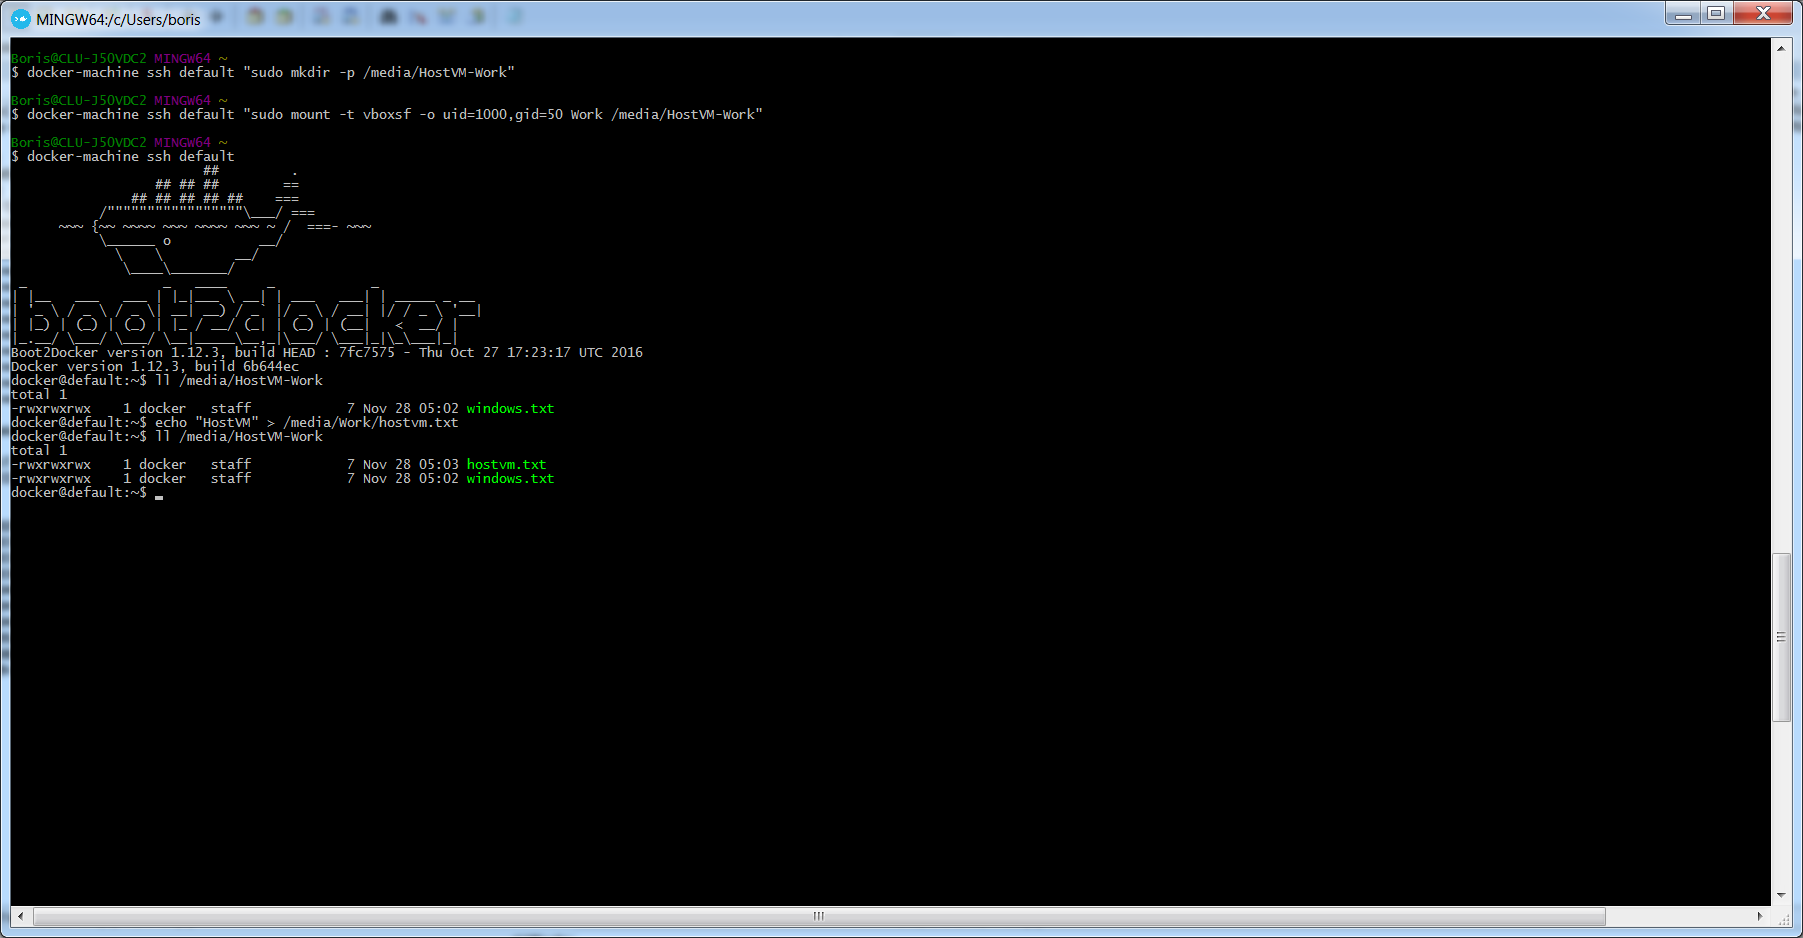 MINGW64:/c/Users/boris
Boris@CLU-J5OVDC2 MINGW64 ~
$ docker-machine ssh default "sudo mkdir -p /media/HostVM-Work"
Boris@CLU-J5OVDC2 MINGW64 ~
$ docker-machine ssh default "sudo mount -t vboxsf -o uid=1000,gid=50 Work /media/HostVM-Work"
Boris@CLU-J5OVDC2 MINGW64 ~
$ docker-machine ssh default
boot2docker
Boot2Docker version 1.12.3, build HEAD : 7fc7575 - Thu Oct 27 17:23:17 UTC 2016
Docker version 1.12.3, build 6b644ec
docker@default:~$ ll /media/HostVM-Work
total 1
-rwxrwxrwx    1 docker   staff            7 Nov 28 05:02 windows.txt
docker@default:~$ echo "HostVM" > /media/Work/hostvm.txt
docker@default:~$ ll /media/HostVM-Work
total 1
-rwxrwxrwx    1 docker   staff            7 Nov 28 05:03 hostvm.txt
-rwxrwxrwx    1 docker   staff            7 Nov 28 05:02 windows.txt
docker@default:~$